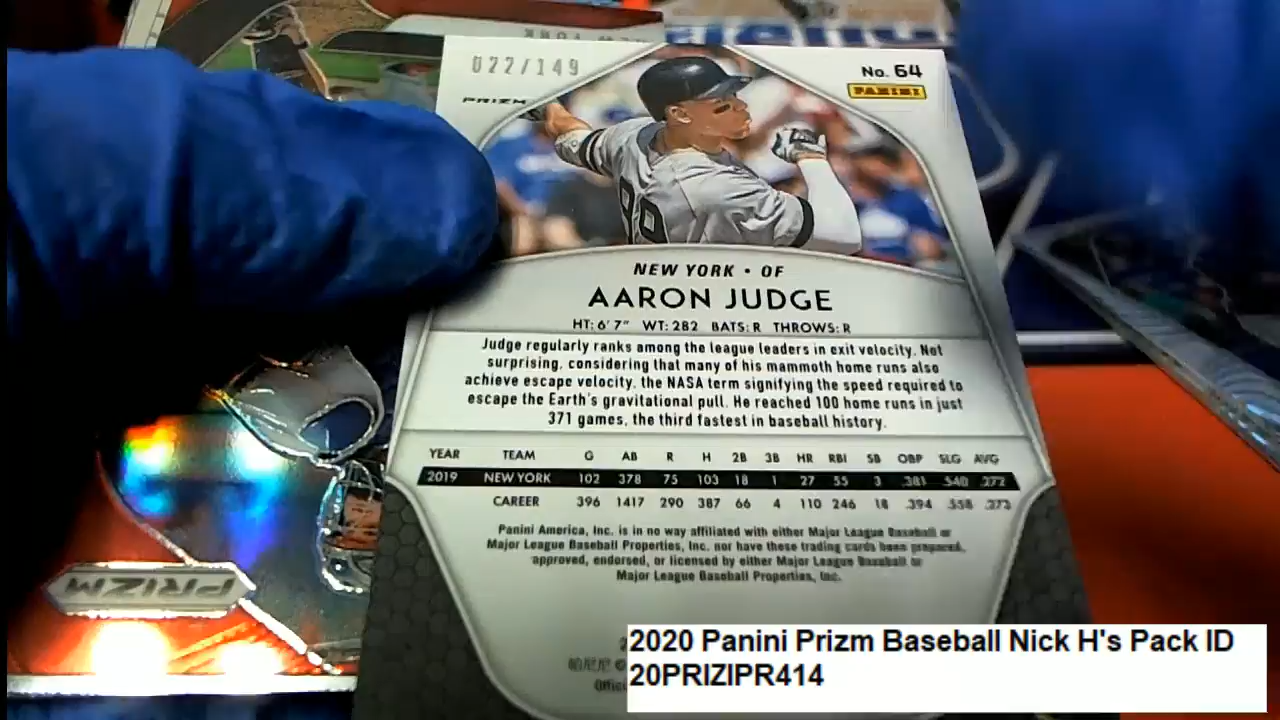 022/149
PRIZM
No. 64
PANINI
99
NEW YORK • OF
AARON JUDGE
HT: 6' 7" WT: 282 BATS: R THROWS: R
Judge regularly ranks among the league leaders in exit velocity. Not
surprising, considering that many of his mammoth home runs also
achieve escape velocity, the NASA term signifying the speed required to
escape the Earth's gravitational pull. He reached 100 home runs in just
371 games, the third fastest in baseball history.
YEAR TEAM G AB R H 2B 3B HR RBI SB OBP SLG AVG
2019 NEW YORK 102 378 75 103 18 1 27 55 3 .381 .540 .272
CAREER 396 1417 290 387 66 4 110 246 18 .394 .558 .273
Panini America, Inc. is in no way affiliated with either Major League Baseball or
Major League Baseball Properties, Inc. nor have these trading cards been prepared,
approved, endorsed, or licensed by either Major League Baseball or
Major League Baseball Properties, Inc.
PRIZM
2020 Panini Prizm Baseball Nick H's Pack ID
20PRIZIPR414